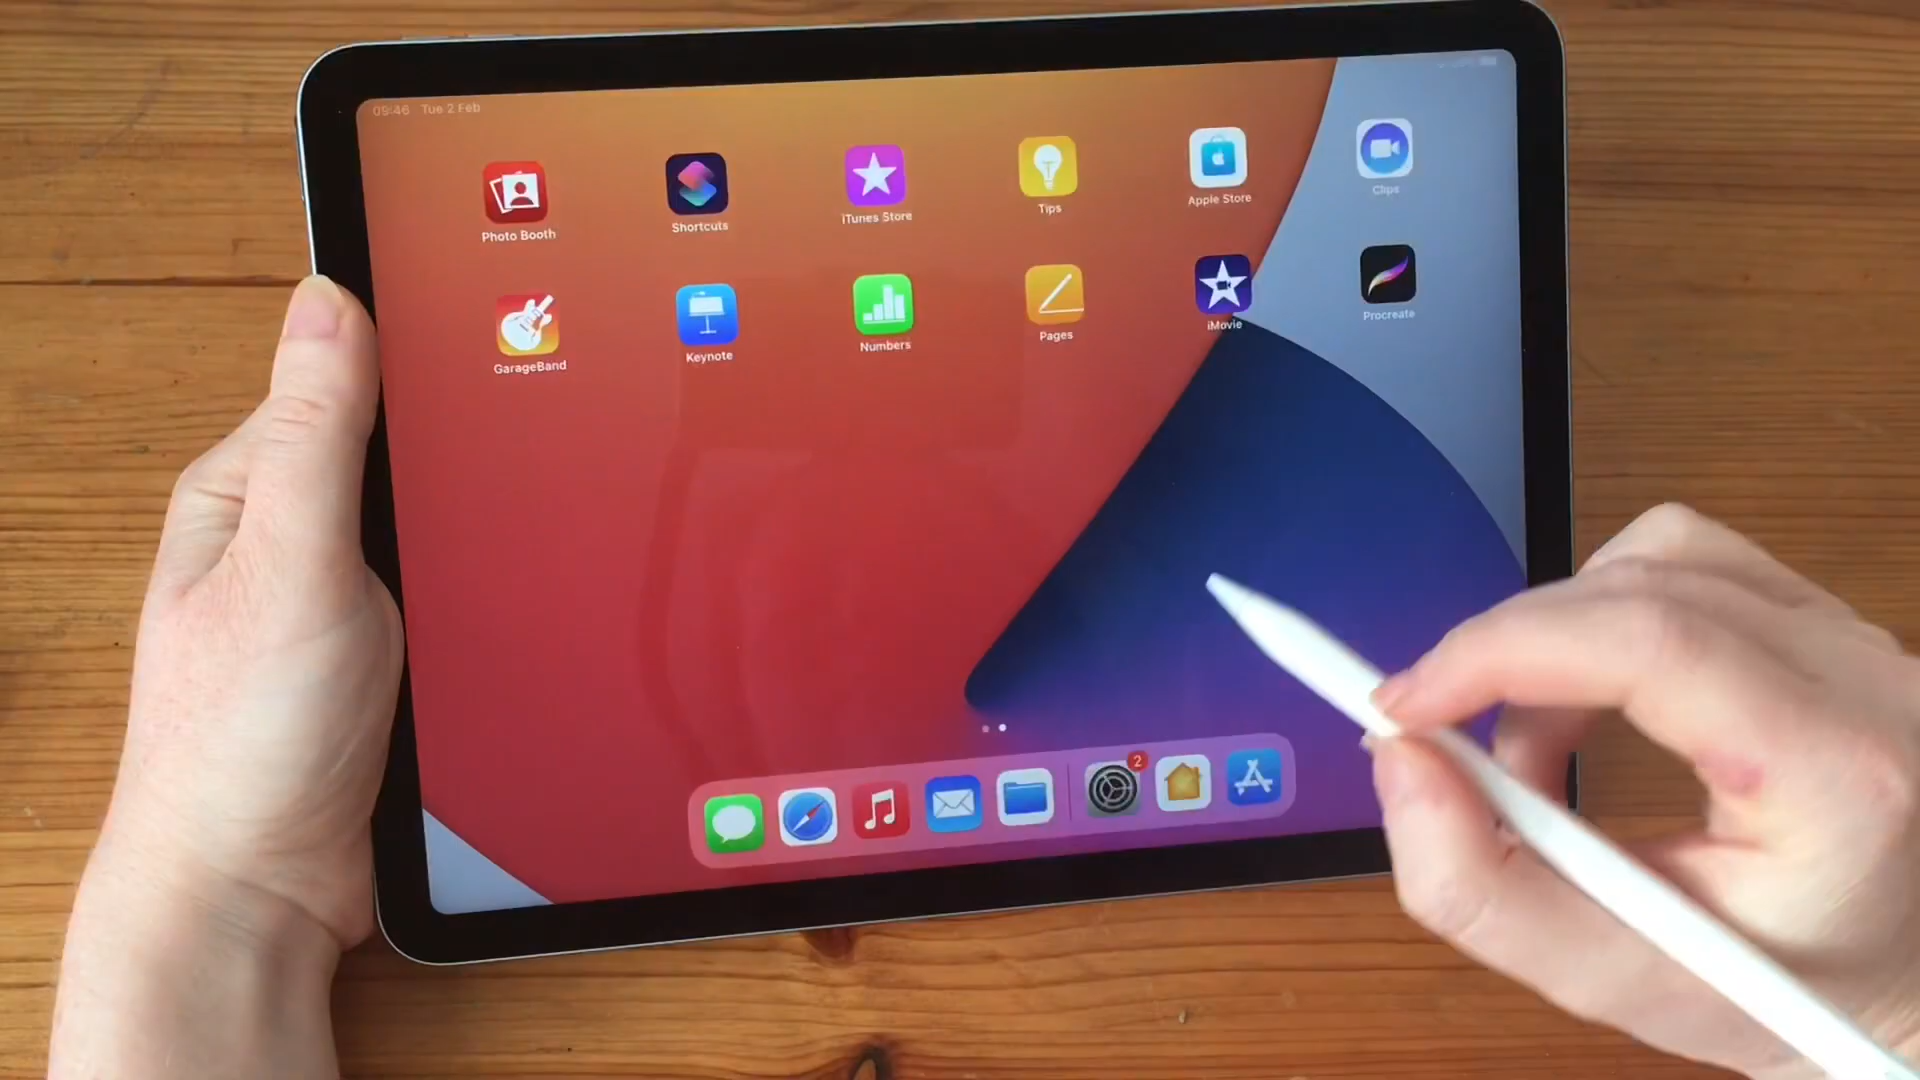 09:46 Tue 2 Feb
Photo Booth
Shortcuts
iTunes Store
Tips
Apple Store
Clips
GarageBand
Keynote
Numbers
Pages
iMovie
Procreate
2